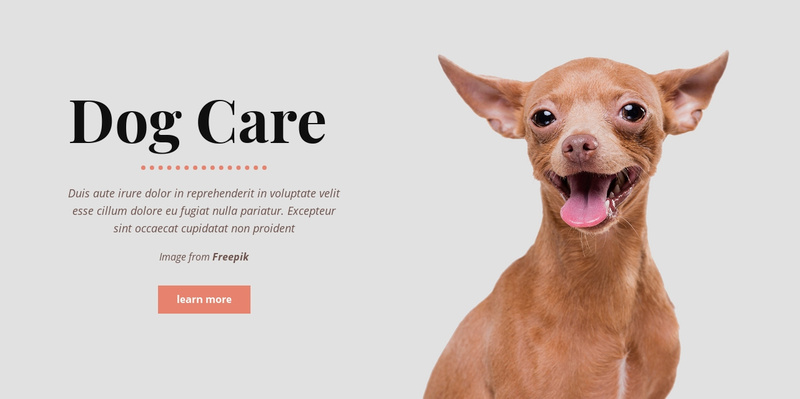 Dog Care
Duis aute irure dolor in reprehenderit in voluptate velit
esse cillum dolore eu fugiat nulla pariatur. Excepteur
sint occaecat cupidatat non proident
Image from Freepik
learn more